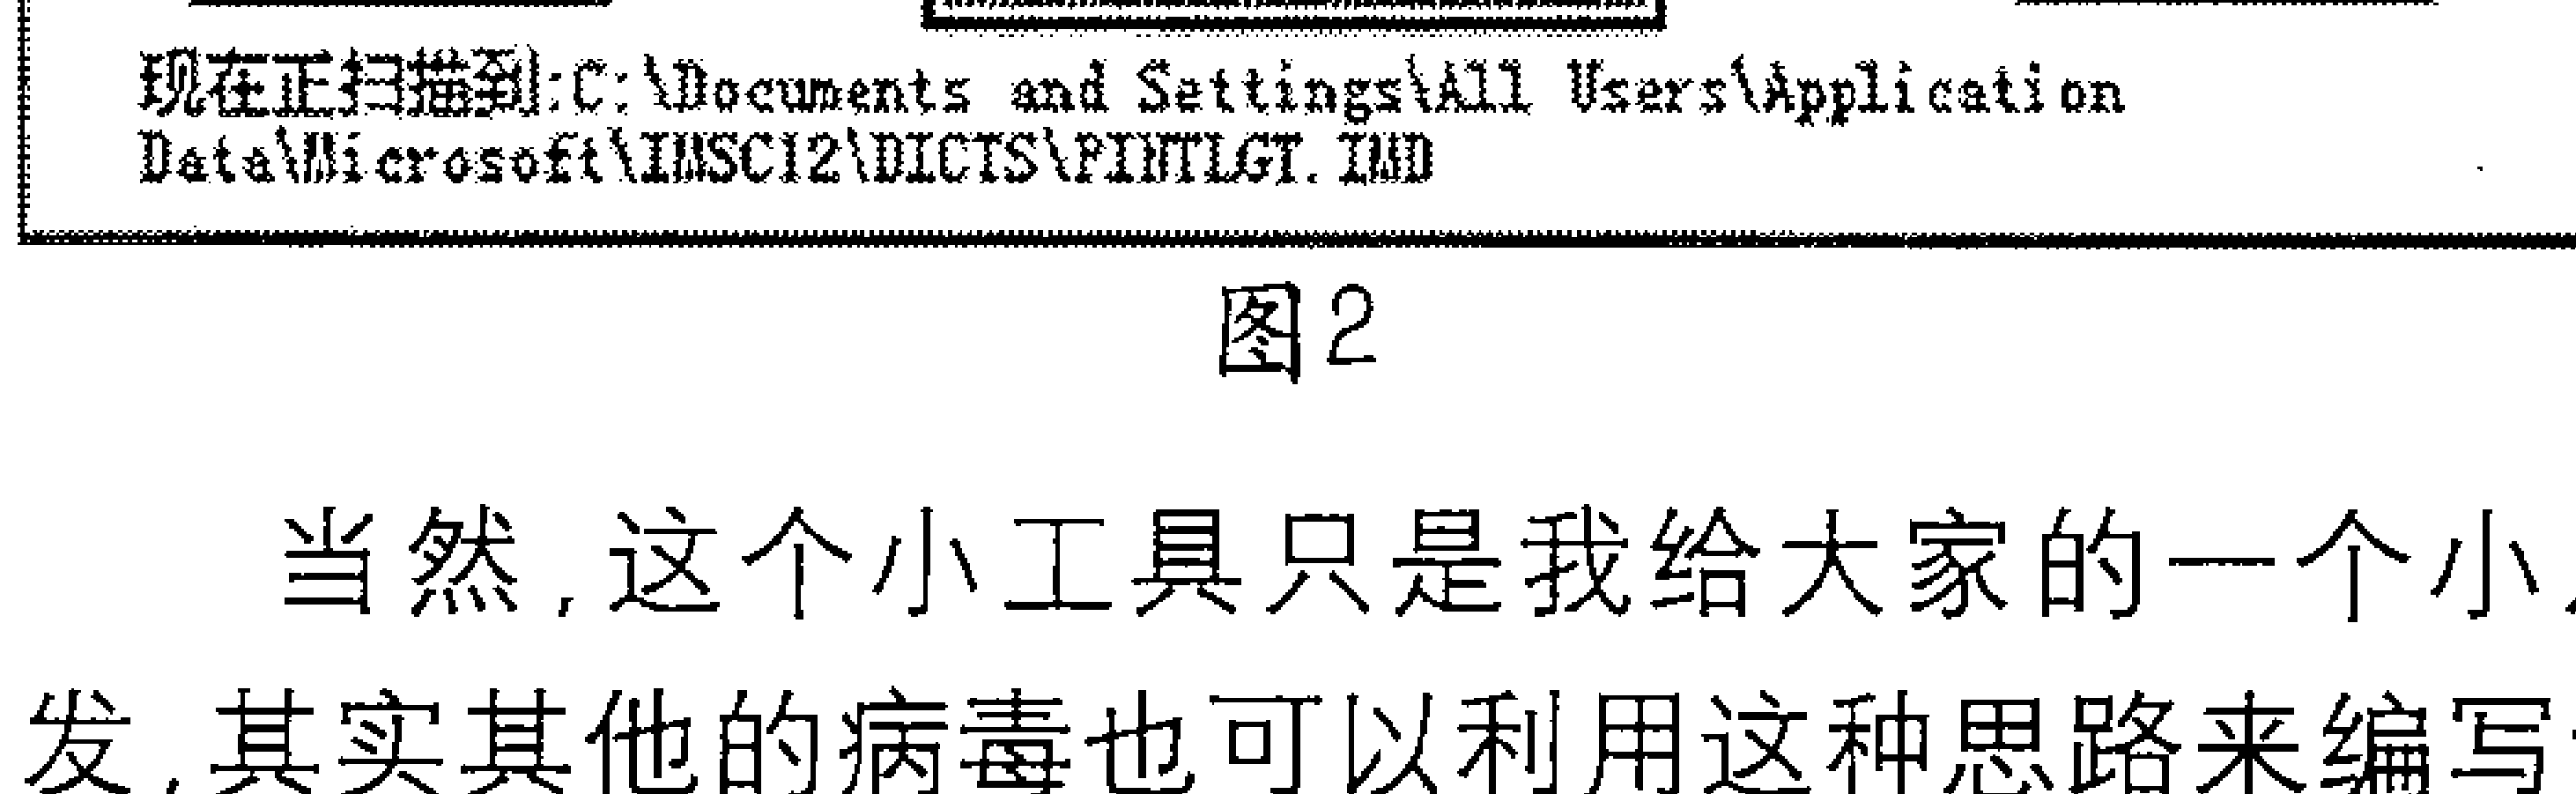 现在正扫描到:C:\Documents and Settings\All Users\Application
Data\Microsoft\IMSCI2\DICTS\PINTLGT.IMD
图2
当然,这个小工具只是我给大家的一个小
发,其实其他的病毒也可以利用这种思路来编写